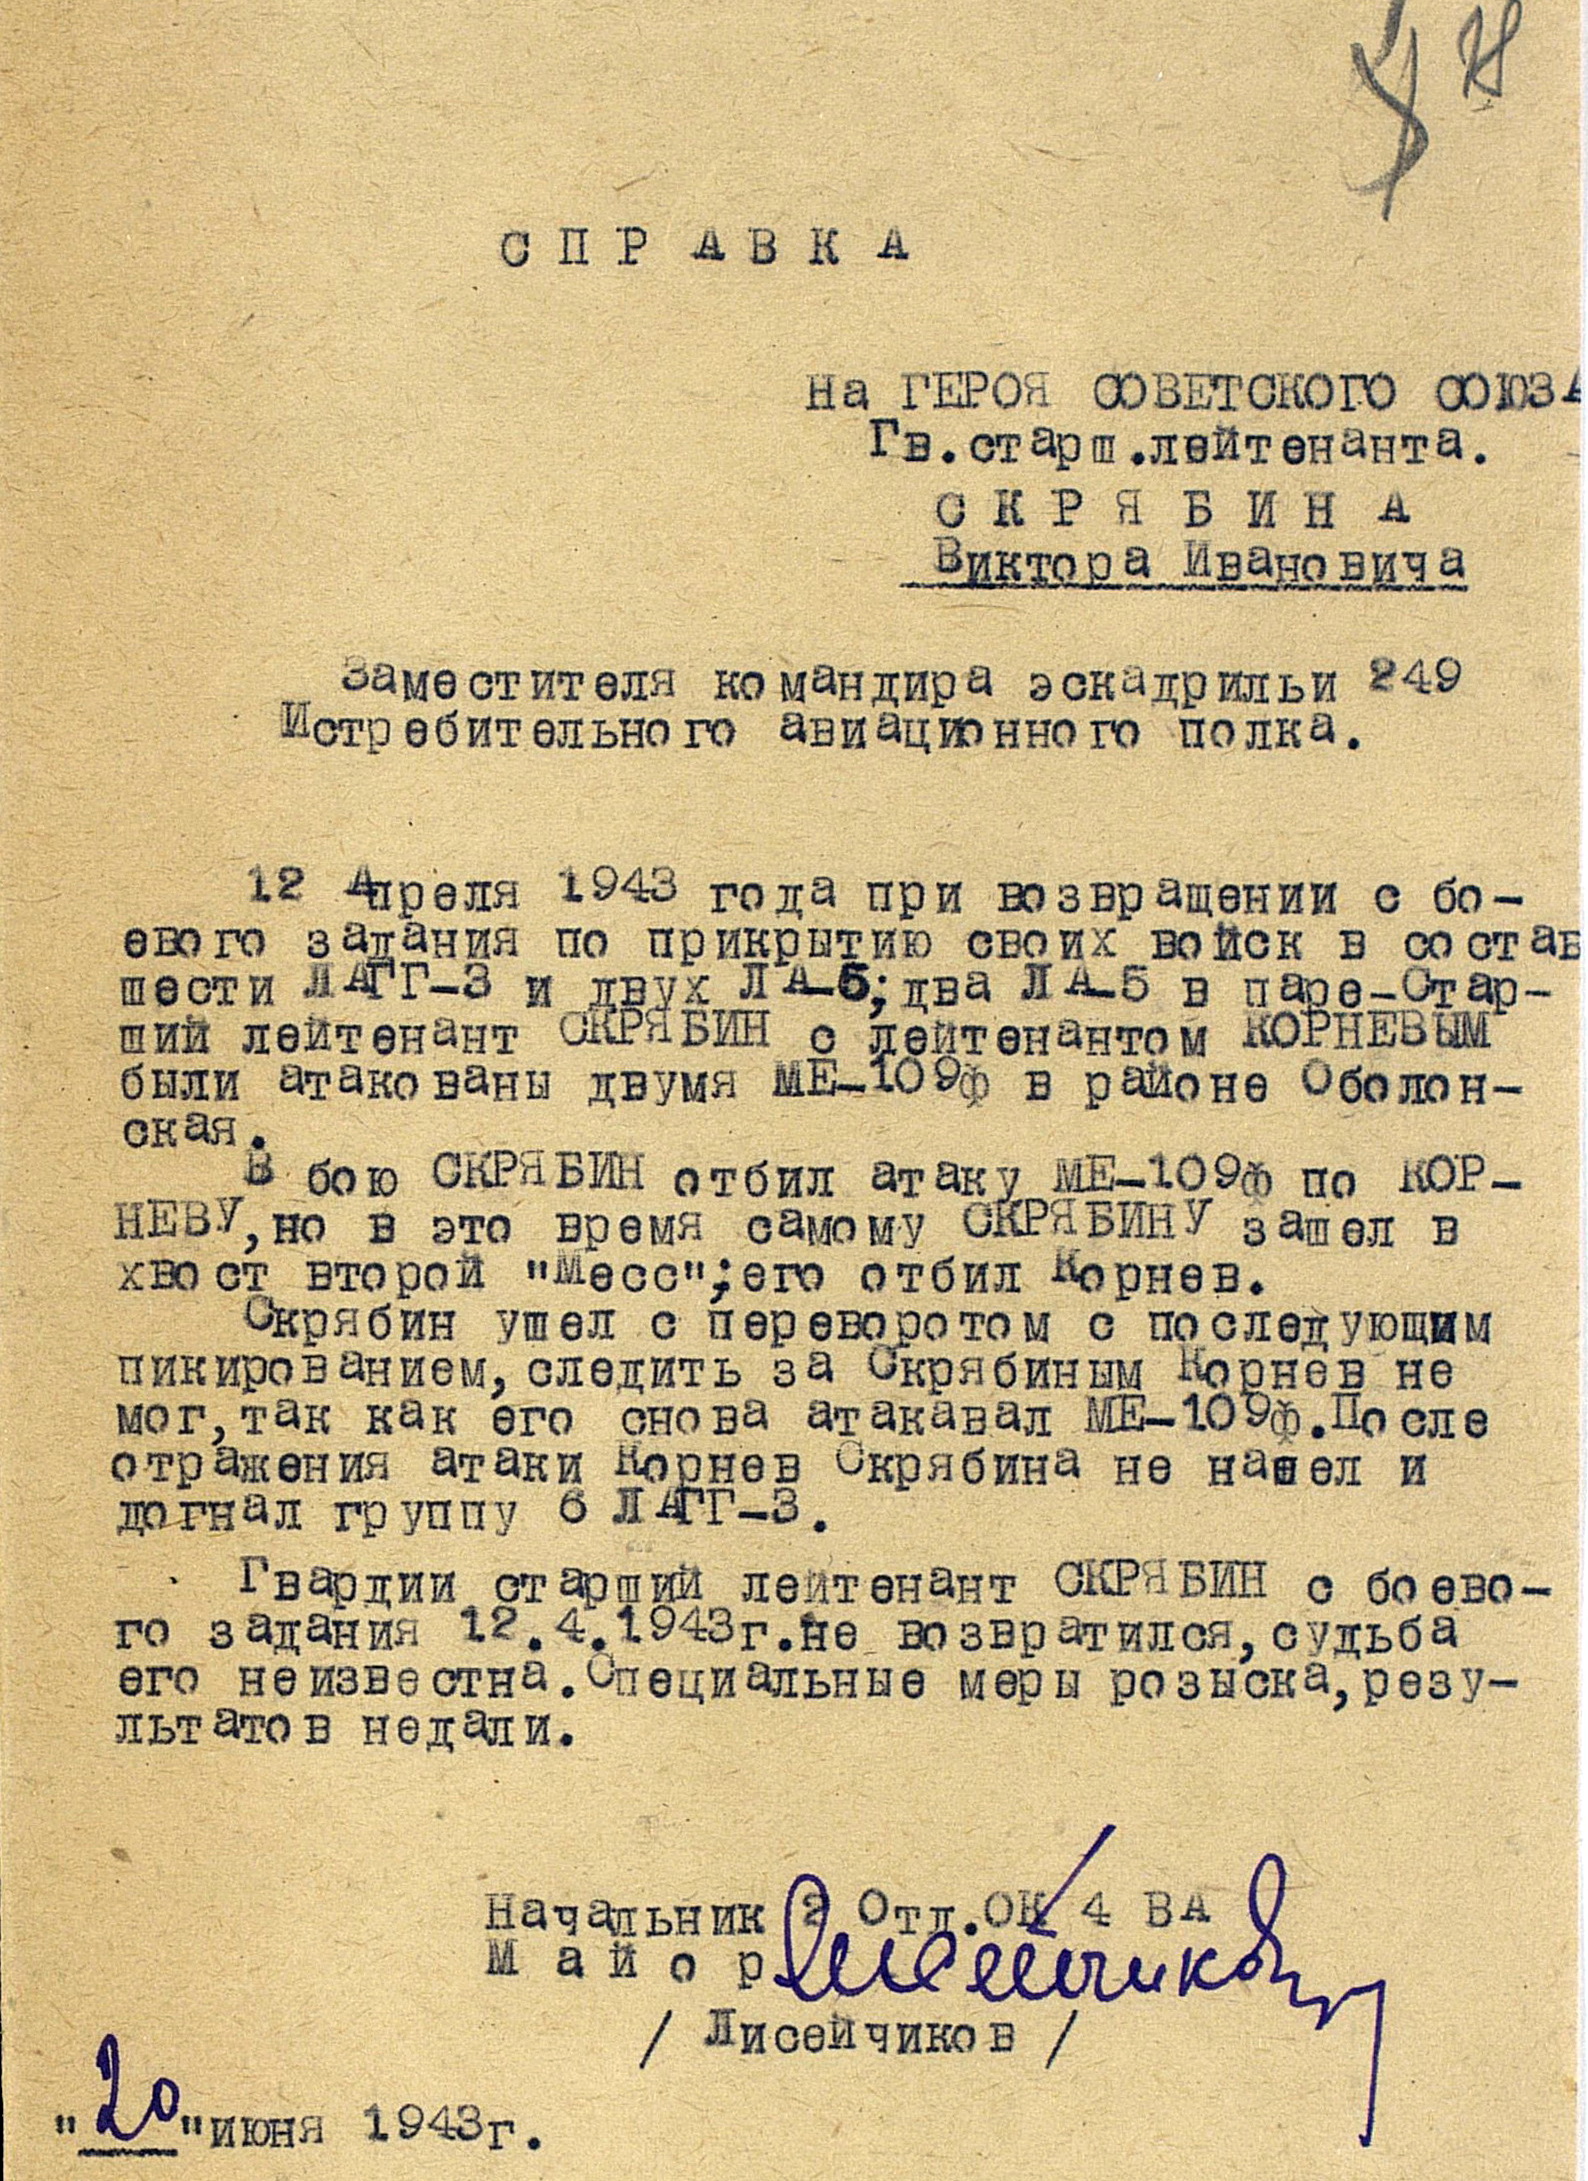 С П Р А В К А
На ГЕРОЯ СОВЕТСКОГО СОЮЗА
Гв.старш.лейтенанта.
С К Р Я Б И Н А
Виктора Ивановича
Заместителя командира эскадрильи 249
Истребительного авиационного полка.
12 Апреля 1943 года при возвращении с бо-
евого задания по прикрытию своих войск в состав
шести ЛАГГ-3 и двух ЛА-5; два ЛА-5 в паре-Стар-
ший лейтенант СКРЯБИН с лейтенантом КОРНЕВЫМ
были атакованы двумя МЕ-109ф в районе Оболон-
ская.
В бою СКРЯБИН отбил атаку МЕ-109ф по КОР-
НЕВУ,но в это время самому СКРЯБИНУ зашел в
хвост второй "Месс";его отбил Корнев.
Скрябин ушел с переворотом с последующим
пикированием,следить за Скрябиным Корнев не
мог,так как его снова атакавал МЕ-109ф.После
отражения атаки Корнев Скрябина не нашел и
догнал группу 6 ЛАГГ-3.
Гвардии старший лейтенант СКРЯБИН с боево-
го задания 12.4.1943г.не возвратился,судьба
его неизвестна.Специальные меры розыска,резу-
льтатов недали.
Начальник 2 Отд.ОК 4 ВА
М а й о р Лисейчиков
/ Лисейчиков /
"20"июня 1943г.